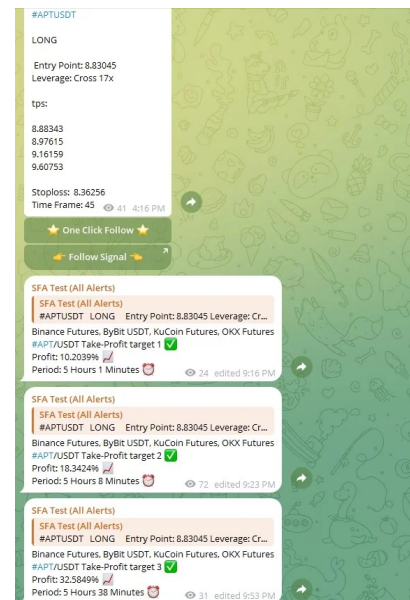 #APTUSDT
LONG
Entry Point: 8.83045
Leverage: Cross 17x
tps:
8.88343
8.97615
9.16159
9.60753
Stoploss: 8.36256
Time Frame: 45 41 4:16 PM
⭐ One Click Follow ⭐
👉 Follow Signal 👈
SFA Test (All Alerts)
SFA Test (All Alerts)
#APTUSDT LONG Entry Point: 8.83045 Leverage: Cr...
Binance Futures, ByBit USDT, KuCoin Futures, OKX Futures
#APT/USDT Take-Profit target 1 ✅
Profit: 10.2039% 📈
Period: 5 Hours 1 Minutes ⏰ 24 edited 9:16 PM
SFA Test (All Alerts)
SFA Test (All Alerts)
#APTUSDT LONG Entry Point: 8.83045 Leverage: Cr...
Binance Futures, ByBit USDT, KuCoin Futures, OKX Futures
#APT/USDT Take-Profit target 2 ✅
Profit: 18.3424% 📈
Period: 5 Hours 8 Minutes ⏰ 72 edited 9:23 PM
SFA Test (All Alerts)
SFA Test (All Alerts)
#APTUSDT LONG Entry Point: 8.83045 Leverage: Cr...
Binance Futures, ByBit USDT, KuCoin Futures, OKX Futures
#APT/USDT Take-Profit target 3 ✅
Profit: 32.5849% 📈
Period: 5 Hours 38 Minutes ⏰ 31 edited 9:53 PM